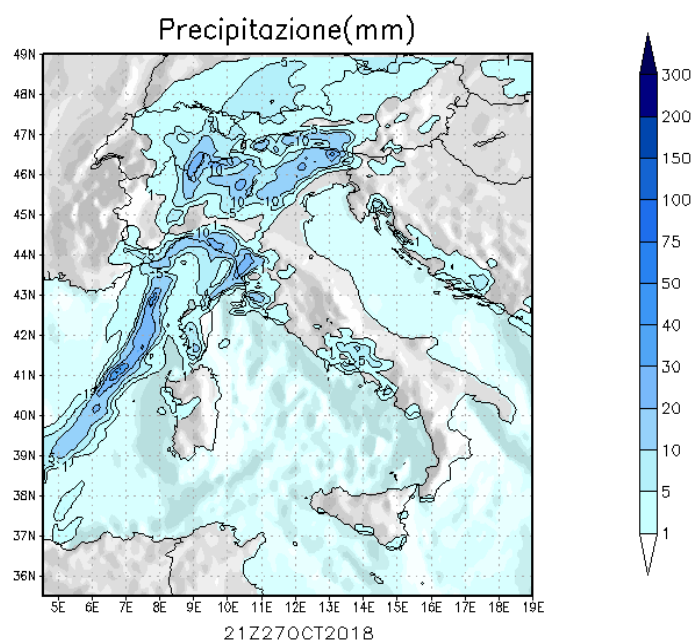 Precipitazione(mm)
49N
48N
47N
46N
45N
44N
43N
42N
41N
40N
39N
38N
37N
36N
5E 6E 7E 8E 9E 10E 11E 12E 13E 14E 15E 16E 17E 18E 19E
21Z27OCT2018
300
200
150
100
75
50
40
30
20
10
5
1